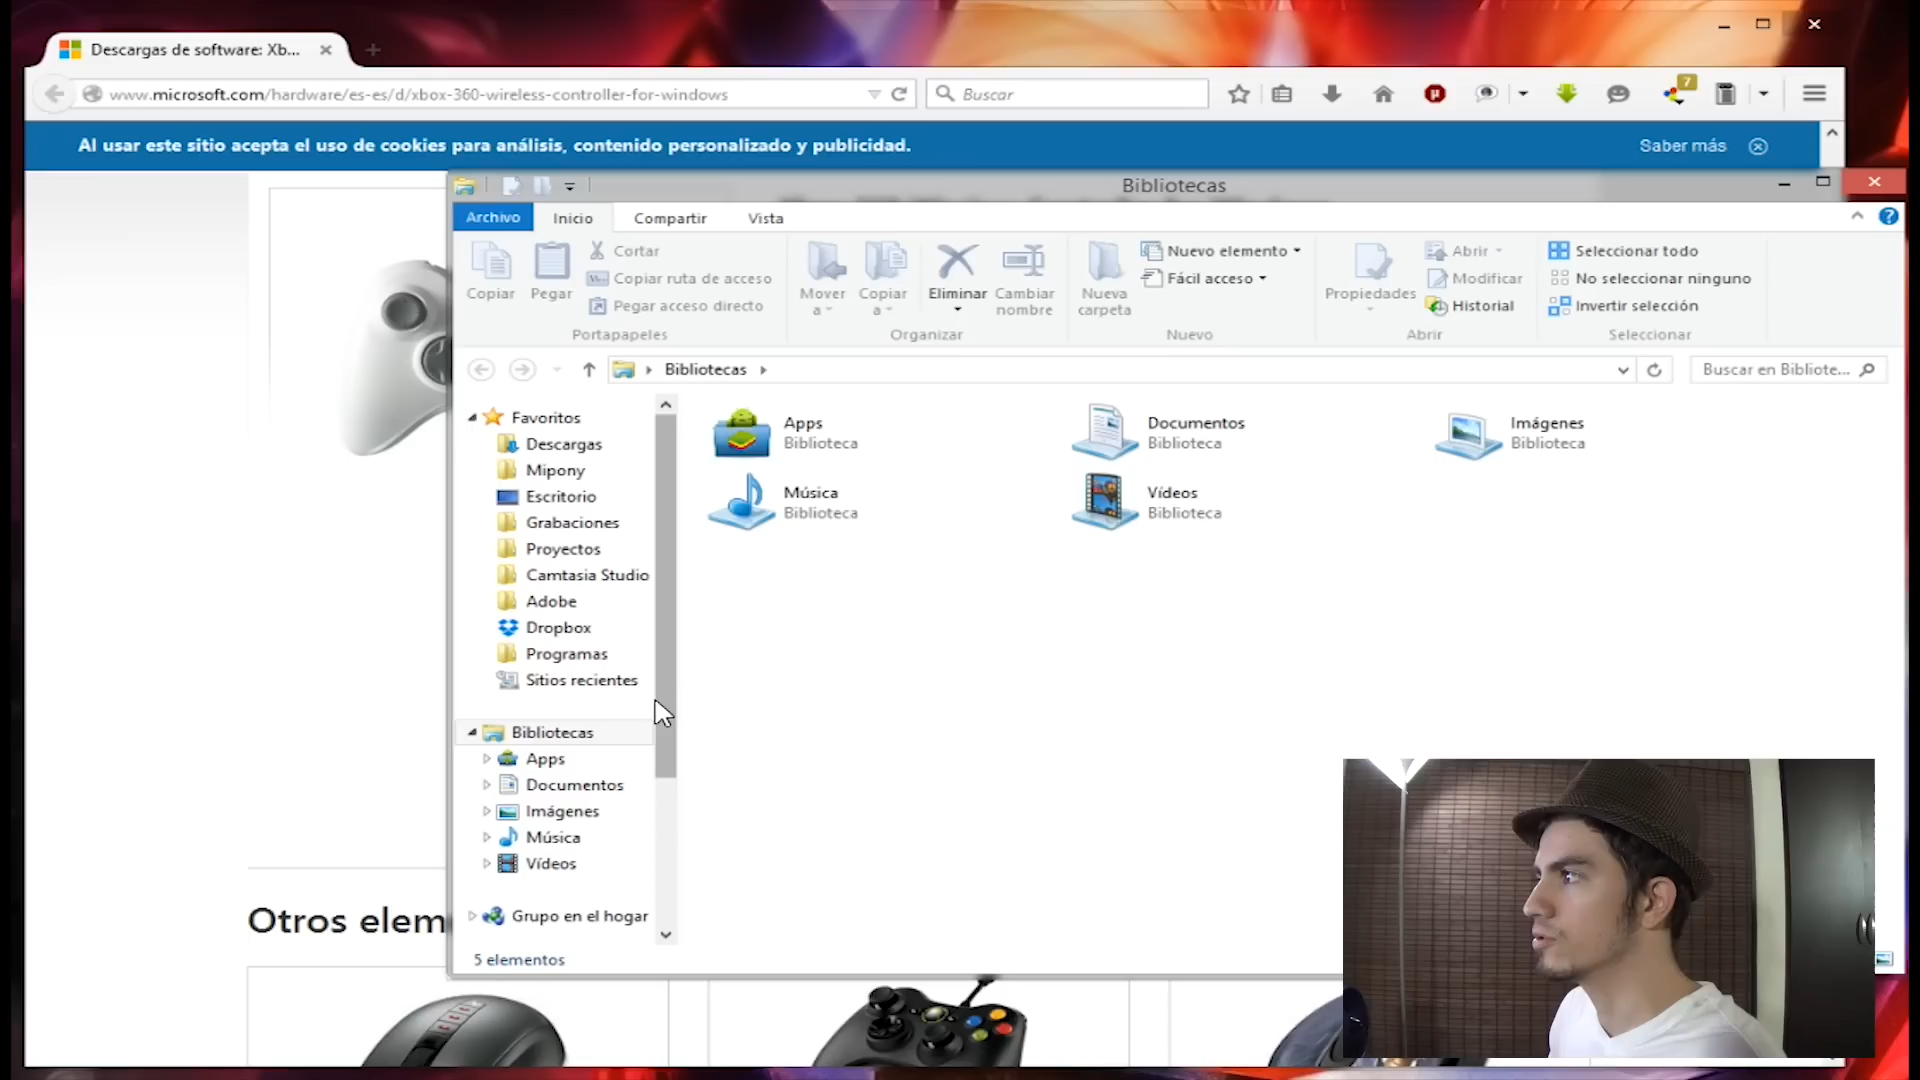 Descargas de software: Xb...
www.microsoft.com/hardware/es-es/d/xbox-360-wireless-controller-for-windows
Buscar
7
Al usar este sitio acepta el uso de cookies para análisis, contenido personalizado y publicidad.
Saber más
Bibliotecas
Archivo
Inicio
Compartir
Vista
Copiar
Pegar
Cortar
Copiar ruta de acceso
Pegar acceso directo
Portapapeles
Mover a
Copiar a
Eliminar
Cambiar nombre
Organizar
Nueva carpeta
Nuevo elemento
Fácil acceso
Nuevo
Propiedades
Abrir
Modificar
Historial
Abrir
Seleccionar todo
No seleccionar ninguno
Invertir selección
Seleccionar
Bibliotecas
Buscar en Bibliote...
Favoritos
Descargas
Mipony
Escritorio
Grabaciones
Proyectos
Camtasia Studio
Adobe
Dropbox
Programas
Sitios recientes
Bibliotecas
Apps
Documentos
Imágenes
Música
Vídeos
Grupo en el hogar
5 elementos
Apps
Biblioteca
Documentos
Biblioteca
Imágenes
Biblioteca
Música
Biblioteca
Vídeos
Biblioteca
Otros elem